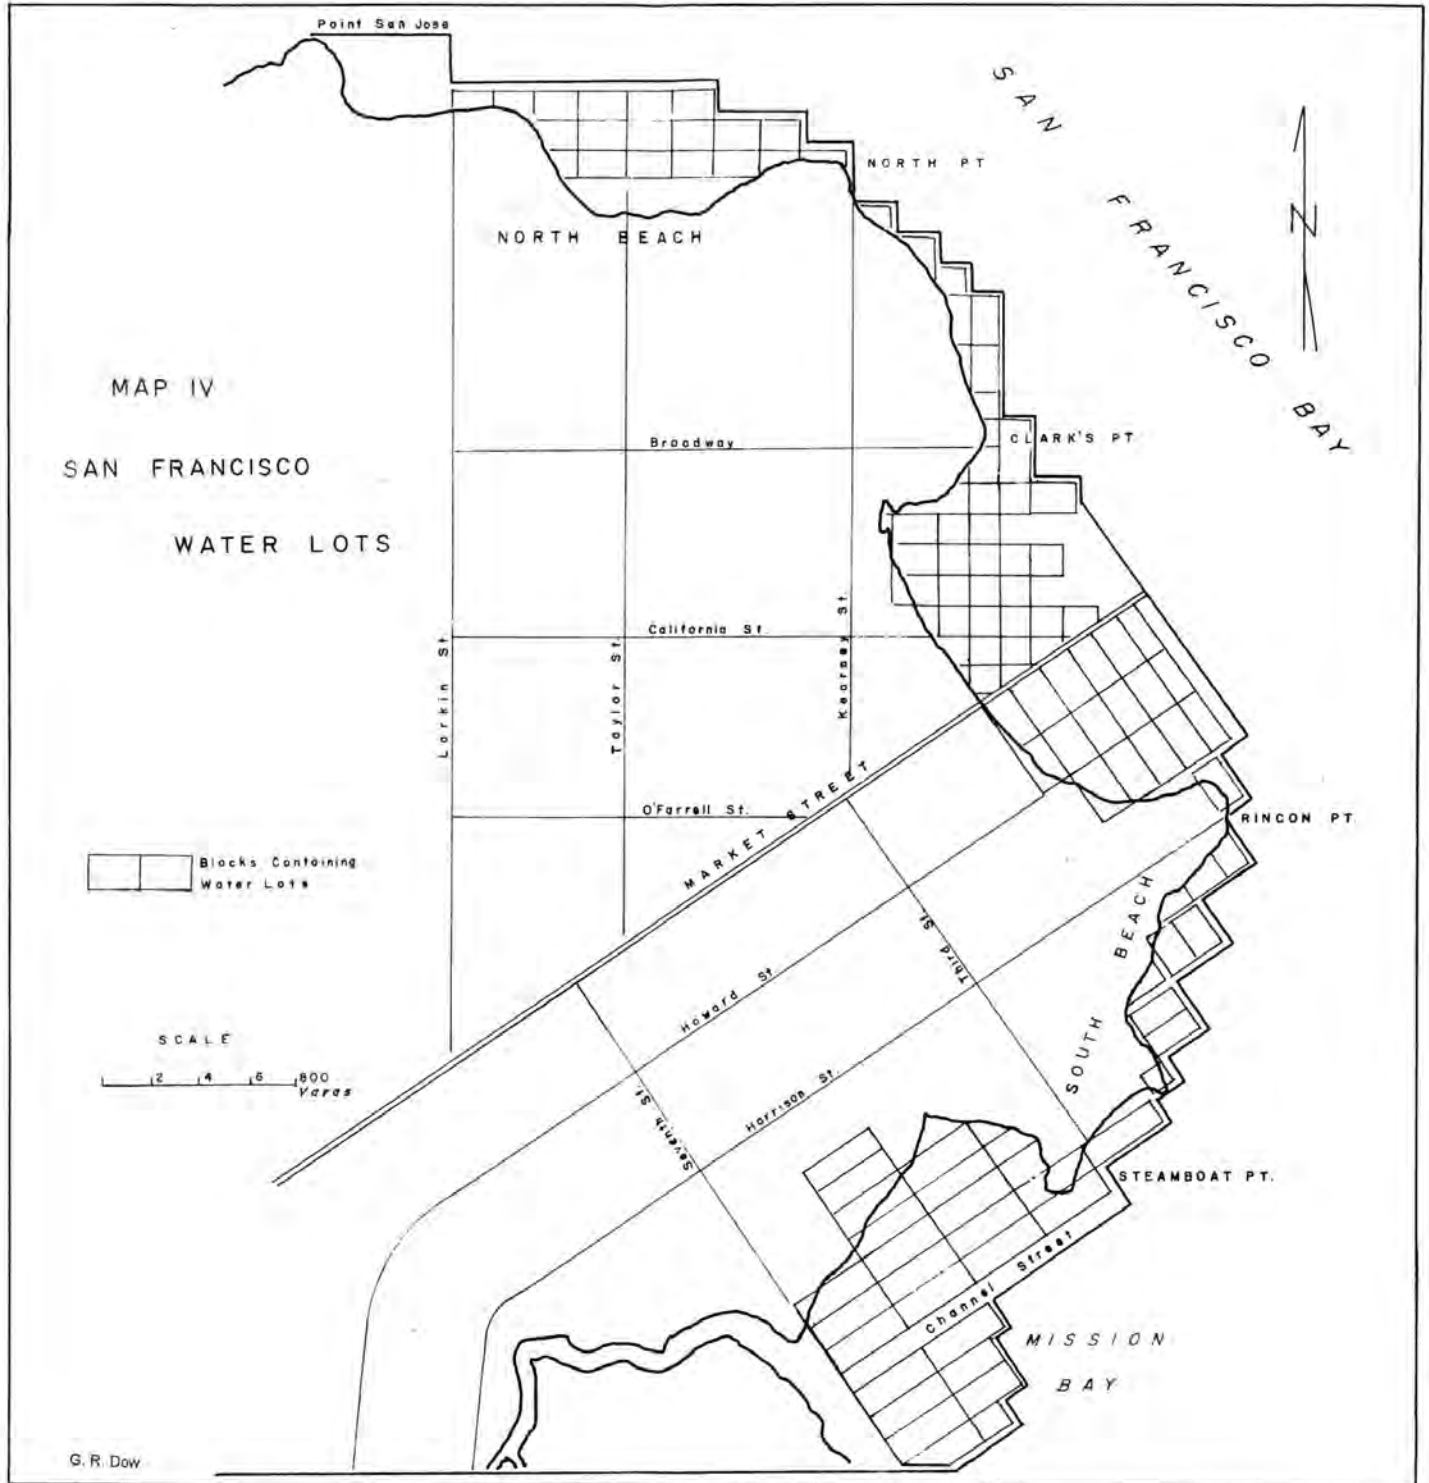 Point San Jose
SAN FRANCISCO BAY
NORTH PT
N
NORTH BEACH
MAP IV
SAN FRANCISCO
WATER LOTS
Broadway
CLARK'S PT.
California St.
Larkin St.
Taylor St.
Kearney St.
MARKET STREET
O'Farrell St.
RINCON PT.
Blocks Containing
Water Lots
SOUTH BEACH
Third St.
Howard St
SCALE
2 4 6 800
Varas
Harrison St.
Seventh St
STEAMBOAT PT.
Channel Street
MISSION
BAY
G. R. Dow